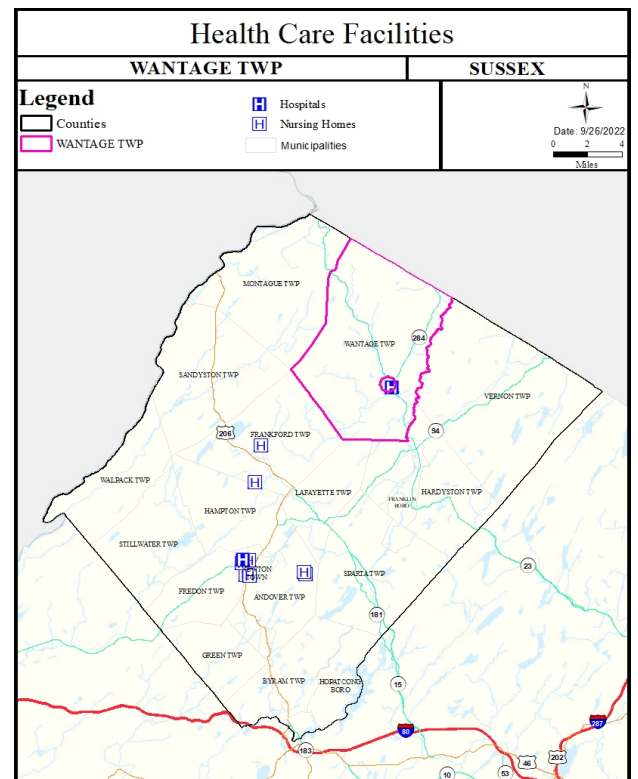 Health Care Facilities
WANTAGE TWP
SUSSEX
Legend
Counties
WANTAGE TWP
H Hospitals
H Nursing Homes
Municipalities
N
Date: 9/26/2022
0 2 4
Miles
MONTAGUE TWP
WANTAGE TWP
284
SANDYSTON TWP
H
VERNON TWP
206
FRANKFORD TWP
94
H
WALPACK TWP
H
LAFAYETTE TWP
HARDYSTON TWP
FRANKLIN
BORO
HAMPTON TWP
STILLWATER TWP
H
23
NEWTON
TOWN
H
SPARTA TWP
FREDON TWP
ANDOVER TWP
181
GREEN TWP
BYRAM TWP
HOPATCONG
BORO
15
80
287
183
46
202
10
53